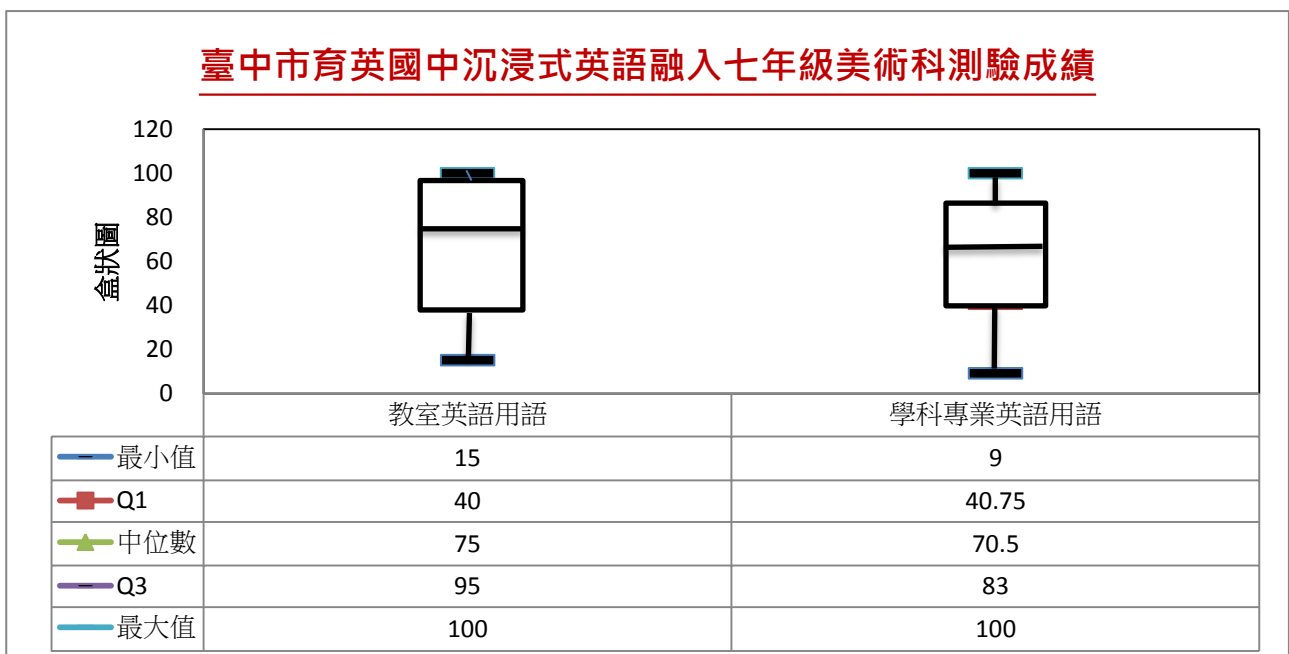 臺中市育英國中沉浸式英語融入七年級美術科測驗成績
盒狀圖
120
100
80
60
40
20
0
教室英語用語 學科專業英語用語
最小值 15 9
Q1 40 40.75
中位數 75 70.5
Q3 95 83
最大值 100 100